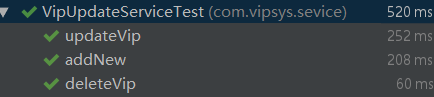 VipUpdateServiceTest (com.vipsys.sevice) 520 ms
updateVip 252 ms
addNew 208 ms
deleteVip 60 ms